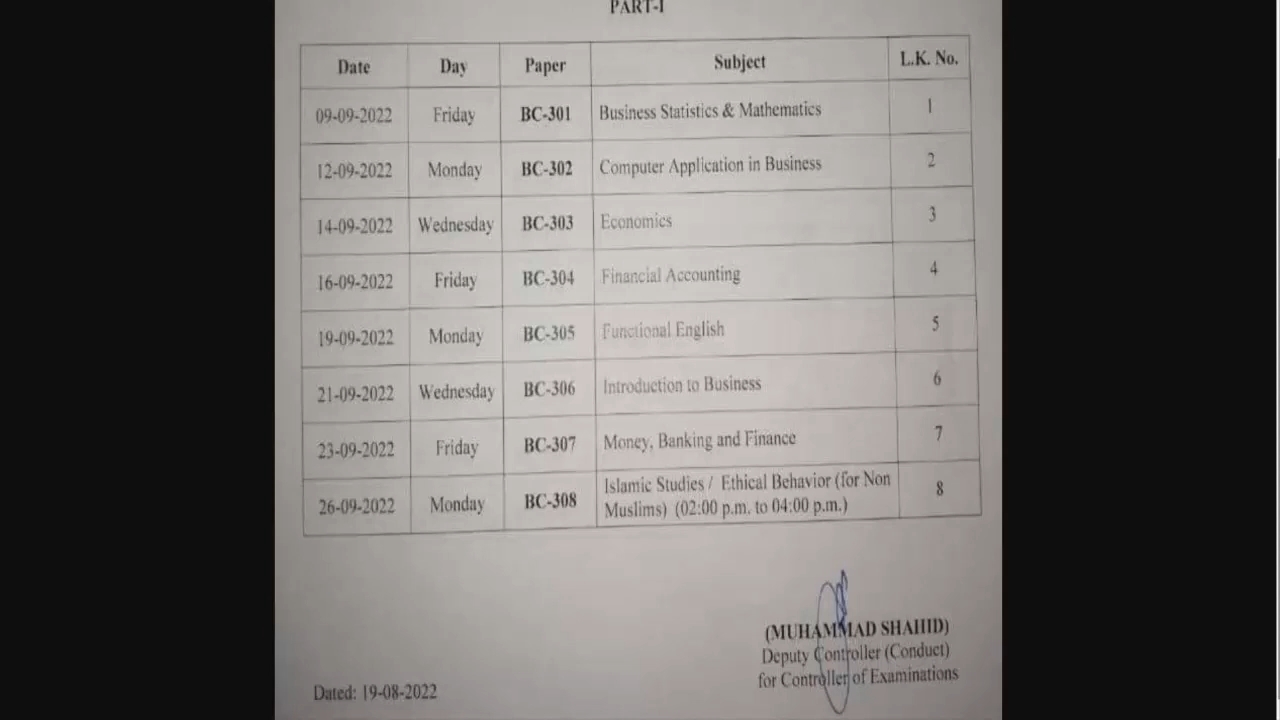 PART-I
Date Day Paper Subject L.K. No.
09-09-2022 Friday BC-301 Business Statistics & Mathematics 1
12-09-2022 Monday BC-302 Computer Application in Business 2
14-09-2022 Wednesday BC-303 Economics 3
16-09-2022 Friday BC-304 Financial Accounting 4
19-09-2022 Monday BC-305 Functional English 5
21-09-2022 Wednesday BC-306 Introduction to Business 6
23-09-2022 Friday BC-307 Money, Banking and Finance 7
26-09-2022 Monday BC-308 Islamic Studies / Ethical Behavior (for Non
Muslims) (02:00 p.m. to 04:00 p.m.) 8
(MUHAMMAD SHAHID)
Deputy Controller (Conduct)
for Controller of Examinations
Dated: 19-08-2022